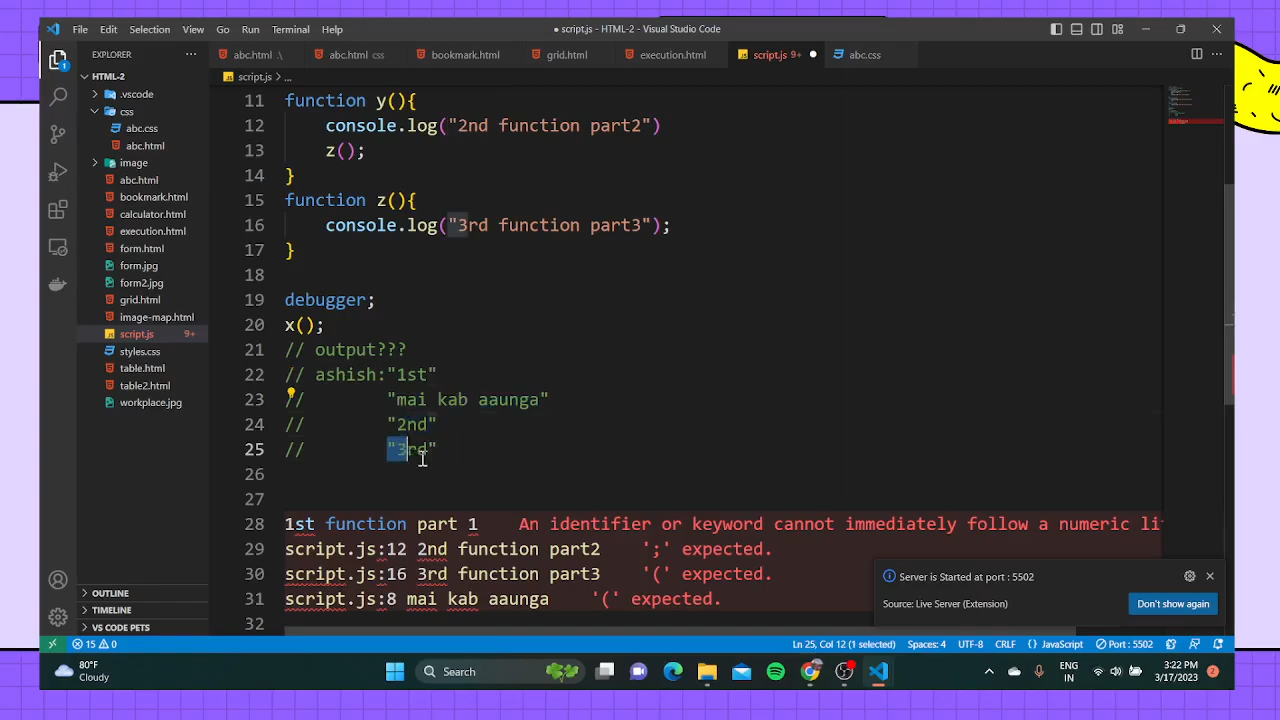 File Edit Selection View Go Run Terminal Help
script.js - HTML-2 - Visual Studio Code
EXPLORER
abc.html .\ abc.html css bookmark.html grid.html execution.html script.js 9+ abc.css
HTML-2
script.js > ...
.vscode
css
abc.css
abc.html
image
abc.html
bookmark.html
calculator.html
execution.html
form.html
form.jpg
form2.jpg
grid.html
image-map.html
script.js 9+
styles.css
table.html
table2.html
workplace.jpg
OUTLINE
TIMELINE
VS CODE PETS
11 function y(){
12 console.log("2nd function part2")
13 z();
14 }
15 function z(){
16 console.log("3rd function part3");
17 }
18
19 debugger;
20 x();
21 // output???
22 // ashish:"1st"
23 // "mai kab aaunga"
24 // "2nd"
25 // "3rd"
26
27
28 1st function part 1 An identifier or keyword cannot immediately follow a numeric li
29 script.js:12 2nd function part2 ';' expected.
30 script.js:16 3rd function part3 '(' expected.
31 script.js:8 mai kab aaunga '(' expected.
32
Server is Started at port : 5502
Source: Live Server (Extension)
Don't show again
15 0
Ln 25, Col 12 (1 selected) Spaces: 4 UTF-8 CRLF {} JavaScript Port : 5502
80°F
Cloudy
Search
ENG
IN
3:22 PM
3/17/2023
2